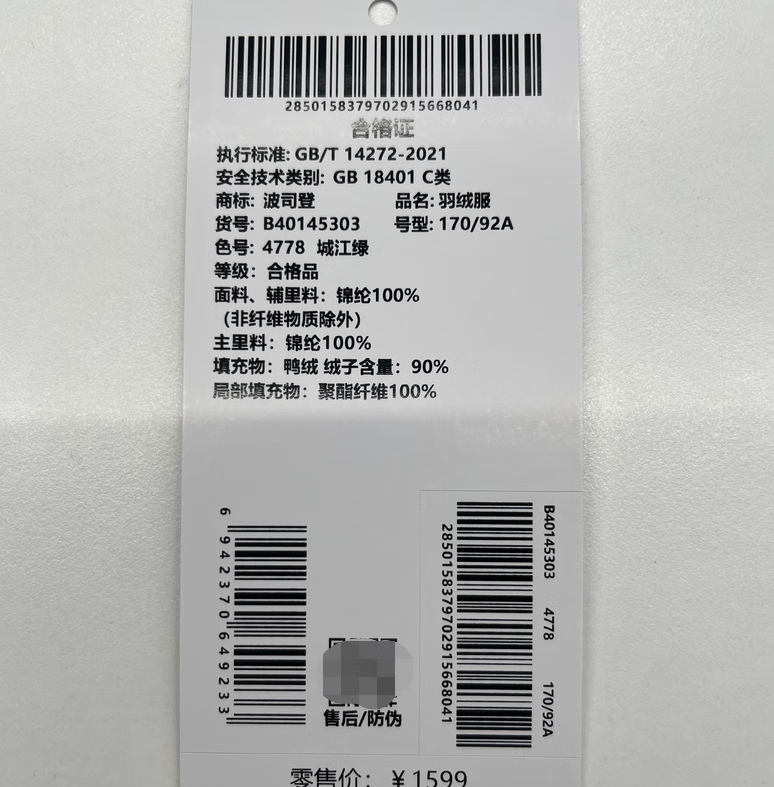 2850158379702915668041
合格证
执行标准: GB/T 14272-2021
安全技术类别: GB 18401 C类
商标: 波司登 品名: 羽绒服
货号: B40145303 号型: 170/92A
色号: 4778 城江绿
等级: 合格品
面料、辅里料: 锦纶100%
（非纤维物质除外）
主里料: 锦纶100%
填充物: 鸭绒 绒子含量: 90%
局部填充物: 聚酯纤维100%
6942370649233
售后/防伪
2850158379702915668041
B40145303 4778 170/92A
零售价: ¥1599